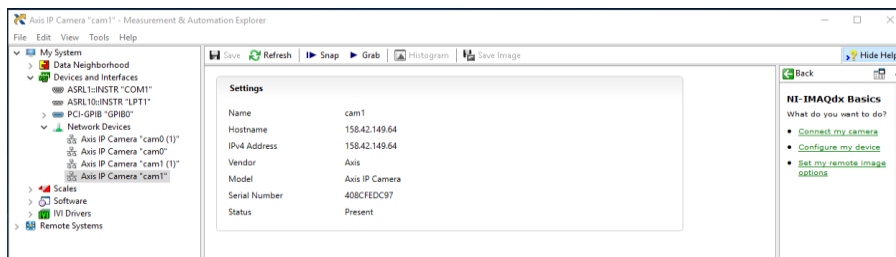 Axis IP Camera "cam1" - Measurement & Automation Explorer
File Edit View Tools Help
My System
Data Neighborhood
Devices and Interfaces
ASRL1::INSTR "COM1"
ASRL10::INSTR "LPT1"
PCI-GPIB "GPIB0"
Network Devices
Axis IP Camera "cam0 (1)"
Axis IP Camera "cam0"
Axis IP Camera "cam1 (1)"
Axis IP Camera "cam1"
Scales
Software
IVI Drivers
Remote Systems
Save Refresh Snap Grab Histogram Save Image Hide Help
Settings
Name cam1
Hostname 158.42.149.64
IPv4 Address 158.42.149.64
Vendor Axis
Model Axis IP Camera
Serial Number 408CFEDC97
Status Present
Back
NI-IMAQdx Basics
What do you want to do?
Connect my camera
Configure my device
Set my remote image
options